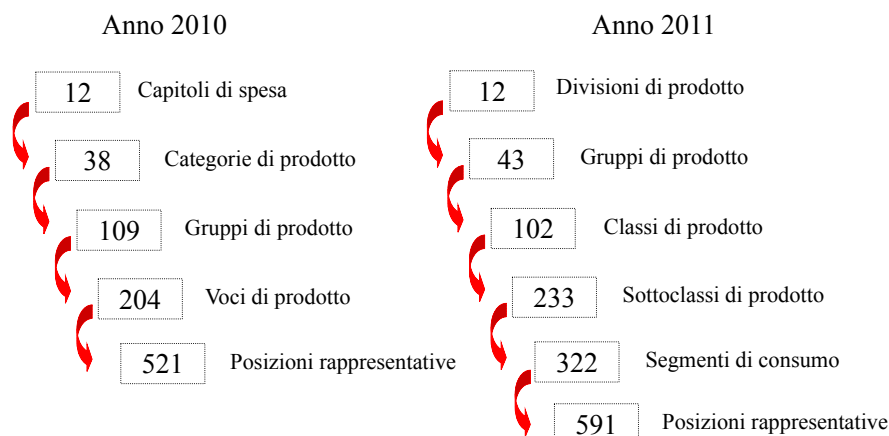 Anno 2010
12 Capitoli di spesa
38 Categorie di prodotto
109 Gruppi di prodotto
204 Voci di prodotto
521 Posizioni rappresentative
Anno 2011
12 Divisioni di prodotto
43 Gruppi di prodotto
102 Classi di prodotto
233 Sottoclassi di prodotto
322 Segmenti di consumo
591 Posizioni rappresentative